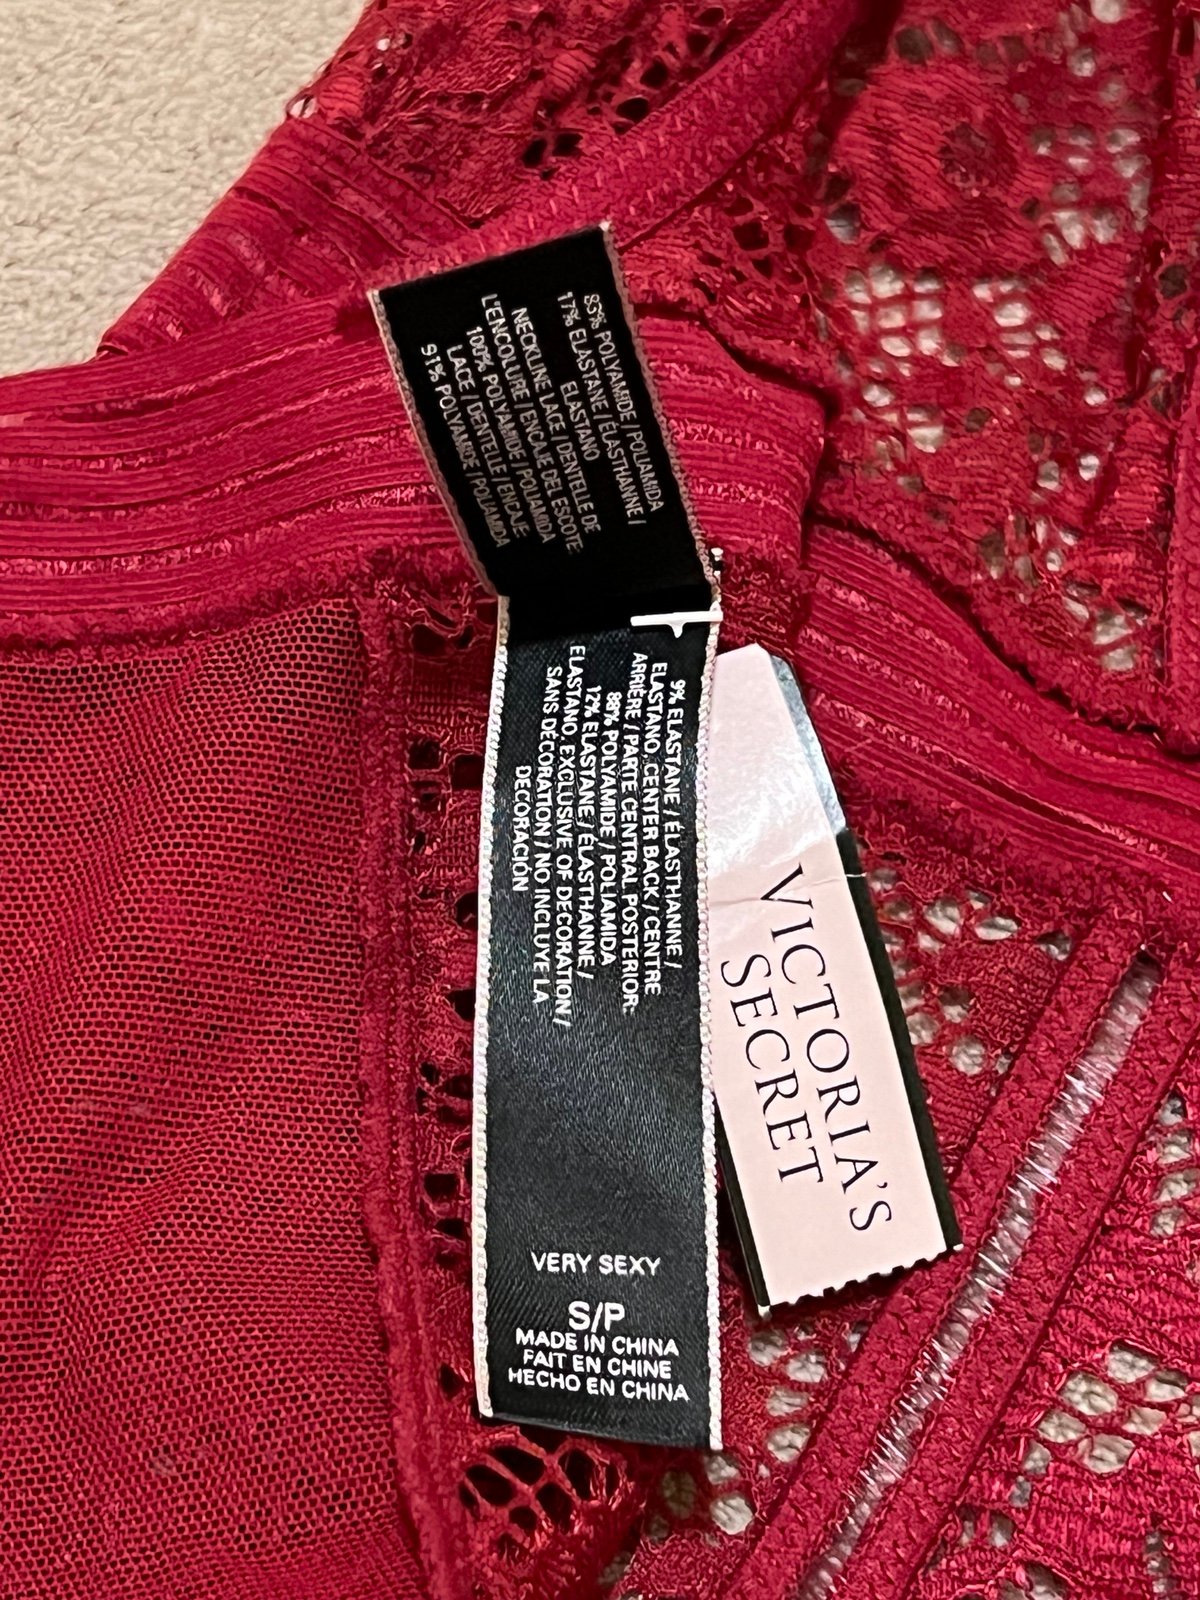 83% POLYAMIDE / POLIAMIDA
17% ELASTANE / ÉLASTHANNE /
ELASTANO
NECKLINE LACE / DENTELLE DE
L'ENCOLURE / ENCAJE DEL ESCOTE:
100% POLYAMIDE / POLIAMIDA
LACE / DENTELLE / ENCAJE:
91% POLYAMIDE / POLIAMIDA
9% ELASTANE / ÉLASTHANNE /
ELASTANO, CENTER BACK / CENTRE
ARRIÈRE / PARTE CENTRAL POSTERIOR:
88% POLYAMIDE / POLIAMIDA
12% ELASTANE / ÉLASTHANNE /
ELASTANO, EXCLUSIVE OF DECORATION /
SANS DÉCORATION / NO INCLUYE LA
DECORACIÓN
VERY SEXY
S/P
MADE IN CHINA
FAIT EN CHINE
HECHO EN CHINA
VICTORIA'S
SECRET